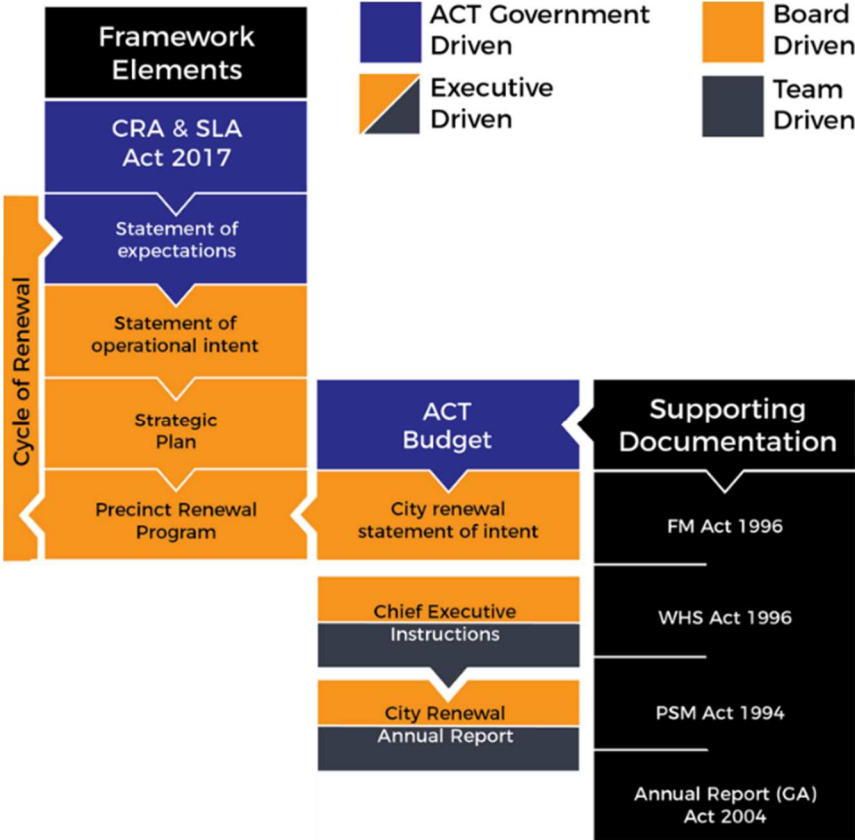 Framework
Elements
ACT Government
Driven
Board
Driven
Executive
Driven
Team
Driven
CRA & SLA
Act 2017
Statement of
expectations
Statement of
operational intent
Strategic
Plan
Precinct Renewal
Program
Cycle of Renewal
ACT
Budget
City renewal
statement of intent
Chief Executive
Instructions
City Renewal
Annual Report
Supporting
Documentation
FM Act 1996
WHS Act 1996
PSM Act 1994
Annual Report (GA)
Act 2004